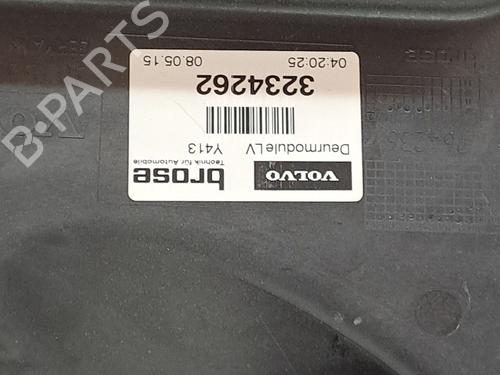 VOLVO
brose
Technik für Automobile
Deurmodule LV
Y413
3234262
04:20:25
08.05.15
B-PARTS